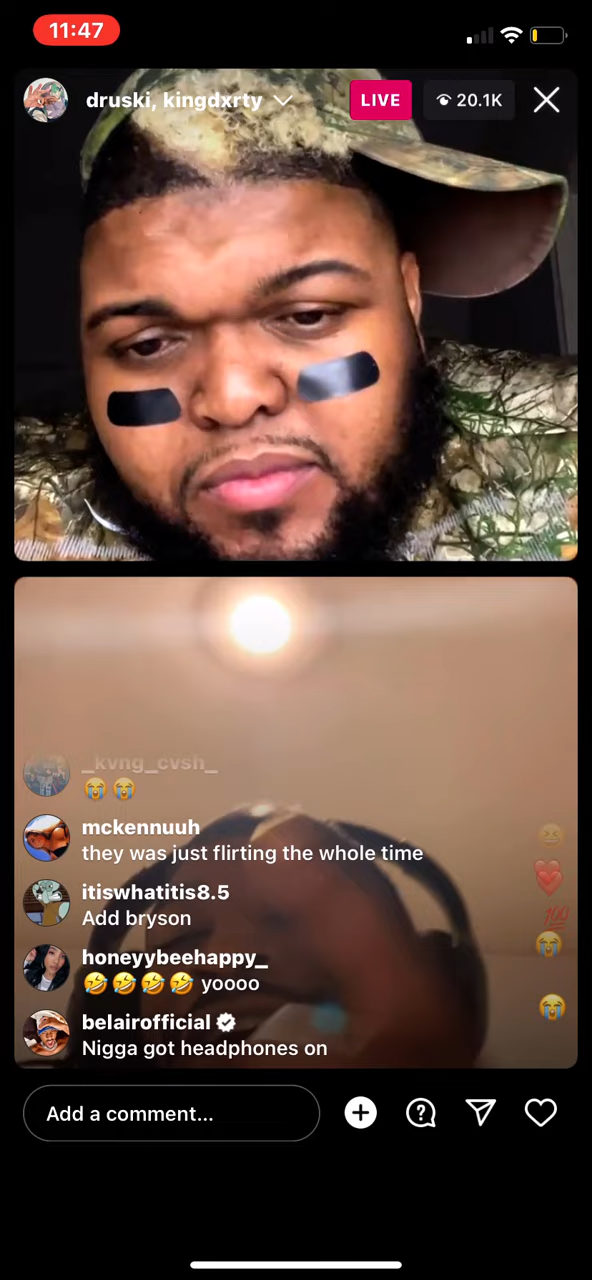 11:47
druski, kingdxrty
LIVE
20.1K
_kvng_cvsh_
😭 😭
mckennuuh
they was just flirting the whole time
itiswhatitis8.5
Add bryson
honeyybeehappy_
🤣 🤣 🤣 🤣 yoooo
belairofficial
Nigga got headphones on
Add a comment...